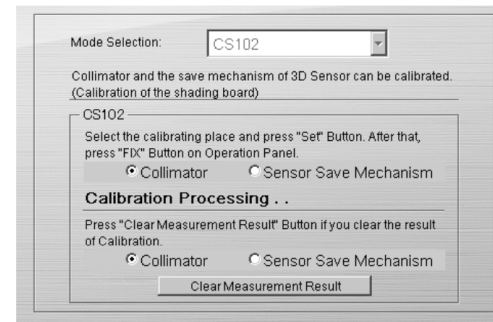 Mode Selection: CS102
Collimator and the save mechanism of 3D Sensor can be calibrated.
(Calibration of the shading board)
CS102
Select the calibrating place and press "Set" Button. After that,
press "FIX" Button on Operation Panel.
Collimator Sensor Save Mechanism
Calibration Processing . .
Press "Clear Measurement Result" Button if you clear the result
of Calibration.
Collimator Sensor Save Mechanism
Clear Measurement Result